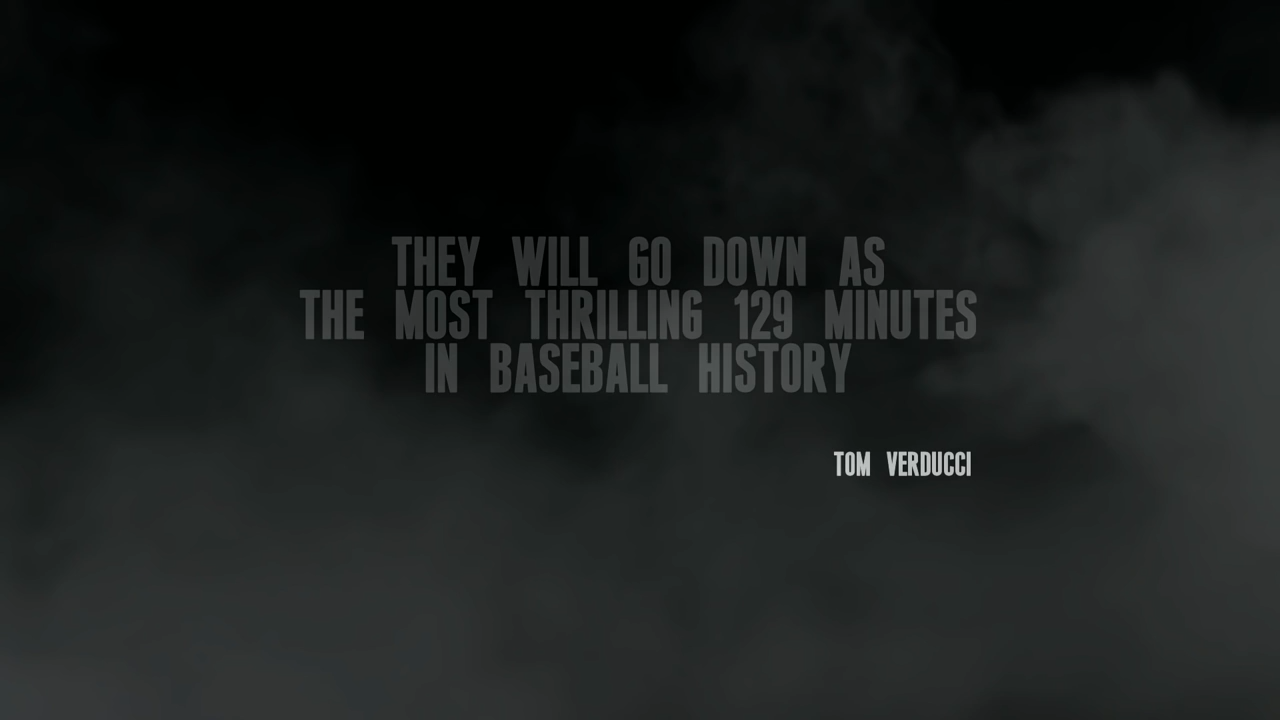 THEY WILL GO DOWN AS
THE MOST THRILLING 129 MINUTES
IN BASEBALL HISTORY
TOM VERDUCCI